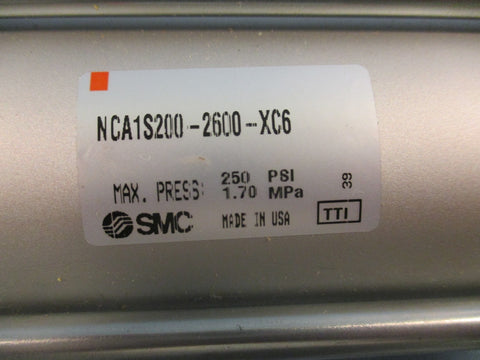 NCA1S200-2600-XC6
MAX. PRESS: 250 PSI
1.70 MPa
39
SMC
MADE IN USA
TTI